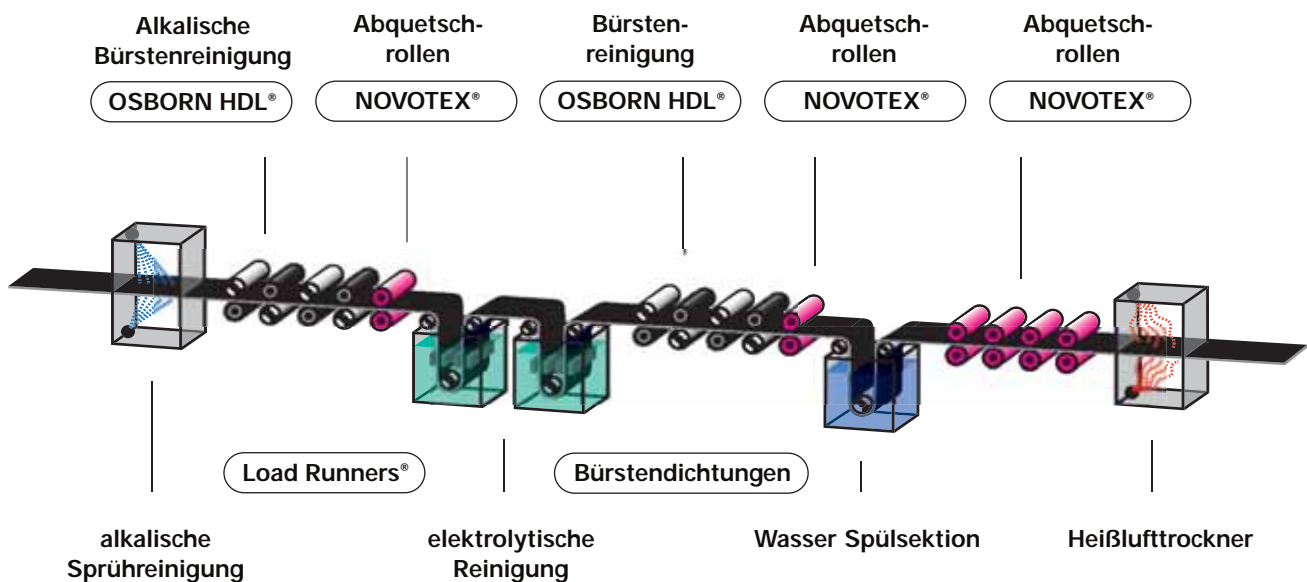 Alkalische
Bürstenreinigung
OSBORN HDL®
Abquetsch-
rollen
NOVOTEX®
Bürsten-
reinigung
OSBORN HDL®
Abquetsch-
rollen
NOVOTEX®
Abquetsch-
rollen
NOVOTEX®
Load Runners®
Bürstendichtungen
alkalische
Sprühreinigung
elektrolytische
Reinigung
Wasser Spülsektion
Heißlufttrockner